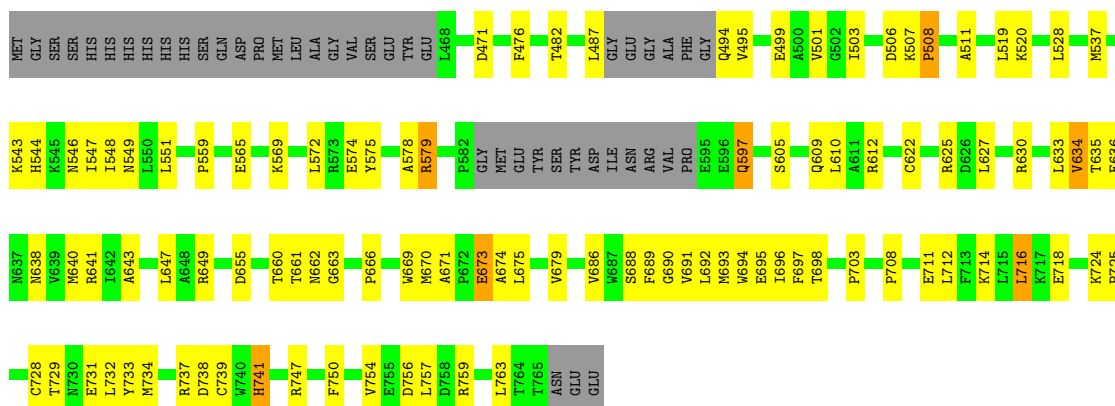 MET GLY SER SER HIS HIS HIS HIS HIS HIS SER GLN ASP PRO MET LEU ALA GLY VAL SER GLU TYR GLU L468 D471 F476 T482 L487 GLY GLU GLY ALA PHE GLY Q494 V495 E499 A500 V501 G502 I503 D506 K507 P508 A511 L519 K520 L528 M537
K543 H544 K545 N546 I547 I548 N549 L550 L551 P559 E565 K569 L572 R573 E574 Y575 A578 R579 P582 GLY MET GLU TYR SER TYR ASP ILE ASN ARG VAL PRO E595 E596 Q597 S605 Q609 L610 A611 R612 C622 R625 D626 L627 R630 L633 V634 T635
N637 N638 V639 M640 R641 I642 A643 L647 A648 R649 D655 T660 T661 N662 G663 P666 W669 M670 A671 P672 E673 A674 L675 V679 V686 W687 S688 F689 G690 V691 L692 M693 W694 E695 I696 F697 T698 P703 P708 E711 L712 F713 K714 L715 L716 K717 E718 K724
C728 T729 N730 E731 L732 Y733 M734 R737 D738 C739 W740 H741 R747 F750 V754 E755 D756 L757 D758 R759 L763 T764 T765 ASN GLU GLU